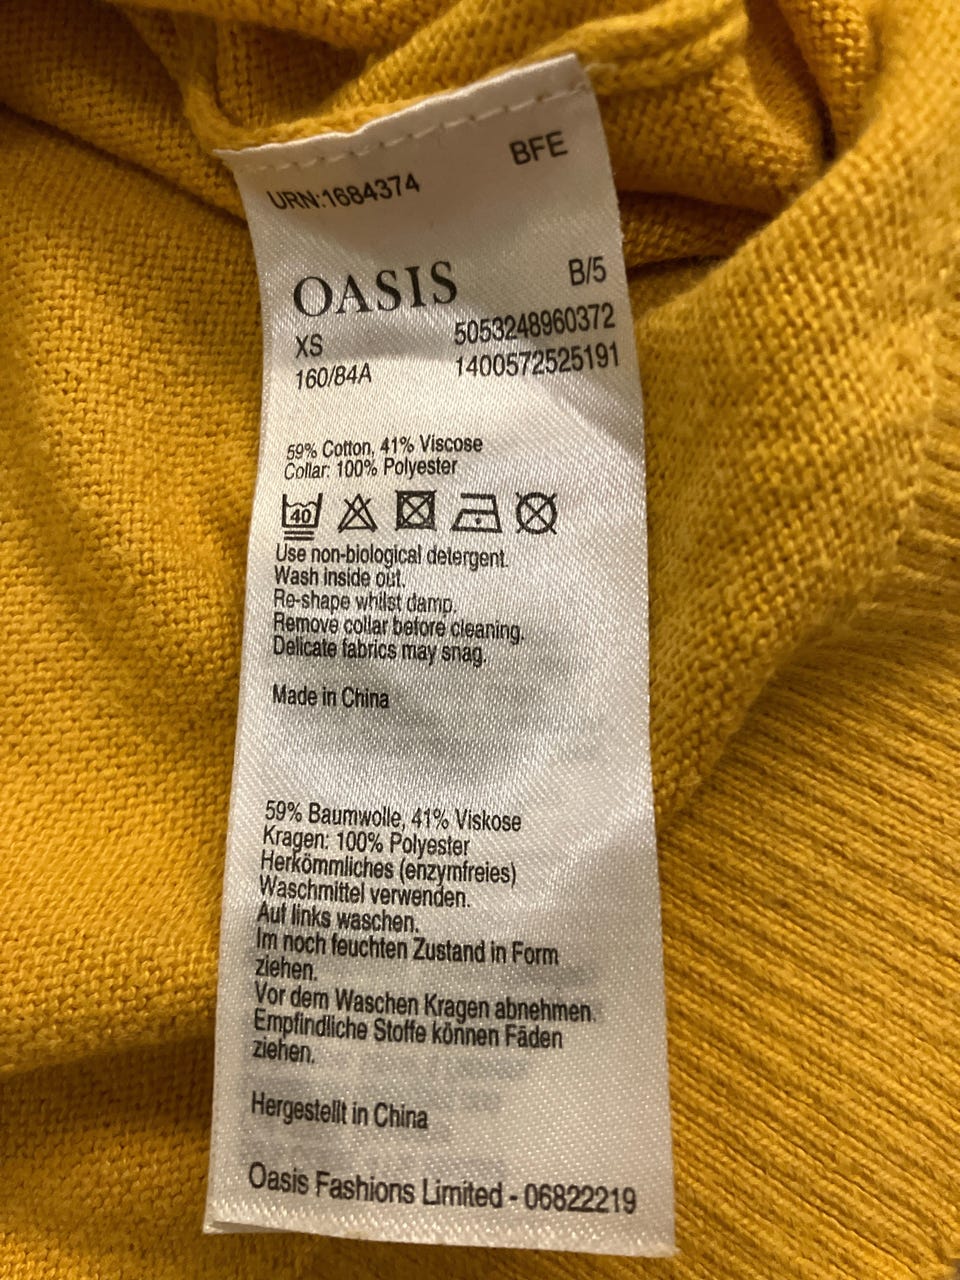 URN:1684374 BFE
OASIS B/5
XS 5053248960372
160/84A 1400572525191
59% Cotton, 41% Viscose
Collar: 100% Polyester
40
Use non-biological detergent.
Wash inside out.
Re-shape whilst damp.
Remove collar before cleaning.
Delicate fabrics may snag.
Made in China
59% Baumwolle, 41% Viskose
Kragen: 100% Polyester
Herkömmliches (enzymfreies)
Waschmittel verwenden.
Auf links waschen.
Im noch feuchten Zustand in Form
ziehen.
Vor dem Waschen Kragen abnehmen.
Empfindliche Stoffe können Fäden
ziehen.
Hergestellt in China
Oasis Fashions Limited - 06822219